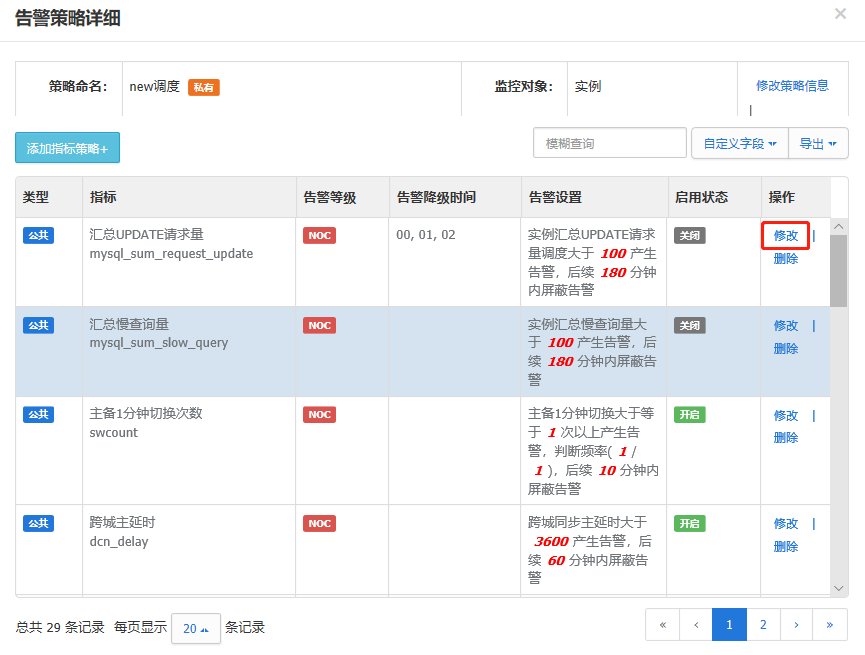 告警策略详细
×
策略命名: new调度 私有 监控对象: 实例 修改策略信息
|
添加指标策略+ 模糊查询 自定义字段 导出
类型 指标 告警等级 告警降级时间 告警设置 启用状态 操作
公共 汇总UPDATE请求量 NOC 00, 01, 02 实例汇总UPDATE请求 关闭 修改 |
mysql_sum_request_update 量调度大于 100 产生
告警，后续 180 分钟 删除
内屏蔽告警
公共 汇总慢查询量 NOC 实例汇总慢查询量大 关闭 修改 |
mysql_sum_slow_query 于 100 产生告警，后
续 180 分钟内屏蔽告 删除
警
公共 主备1分钟切换次数 NOC 主备1分钟切换大于等 开启 修改 |
swcount 于 1 次以上产生告
警，判断频率( 1 / 删除
1 )，后续 10 分钟内
屏蔽告警
公共 跨城主延时 NOC 跨城同步主延时大于 开启 修改 |
dcn_delay 3600 产生告警，后
续 60 分钟内屏蔽告 删除
警
总共 29 条记录 每页显示 20 条记录 « ‹ 1 2 › »